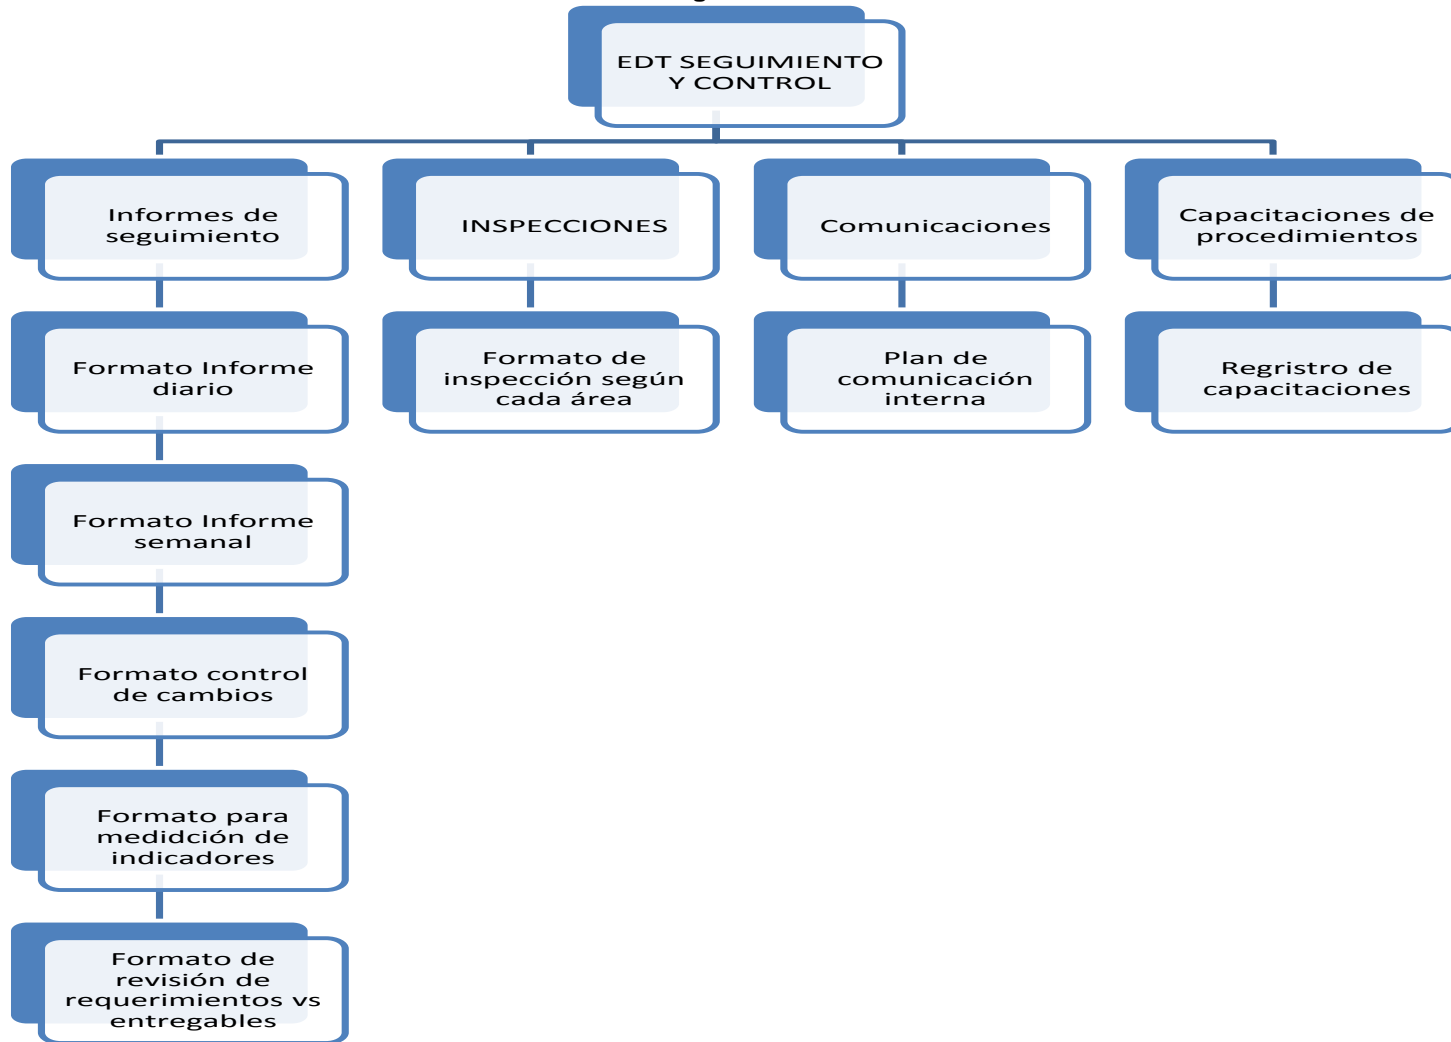 EDT SEGUIMIENTO
Y CONTROL
Informes de
seguimiento
INSPECCIONES
Comunicaciones
Capacitaciones de
procedimientos
Formato Informe
diario
Formato de
inspección según
cada área
Plan de
comunicación
interna
Regristro de
capacitaciones
Formato Informe
semanal
Formato control
de cambios
Formato para
medidción de
indicadores
Formato de
revisión de
requerimientos vs
entregables